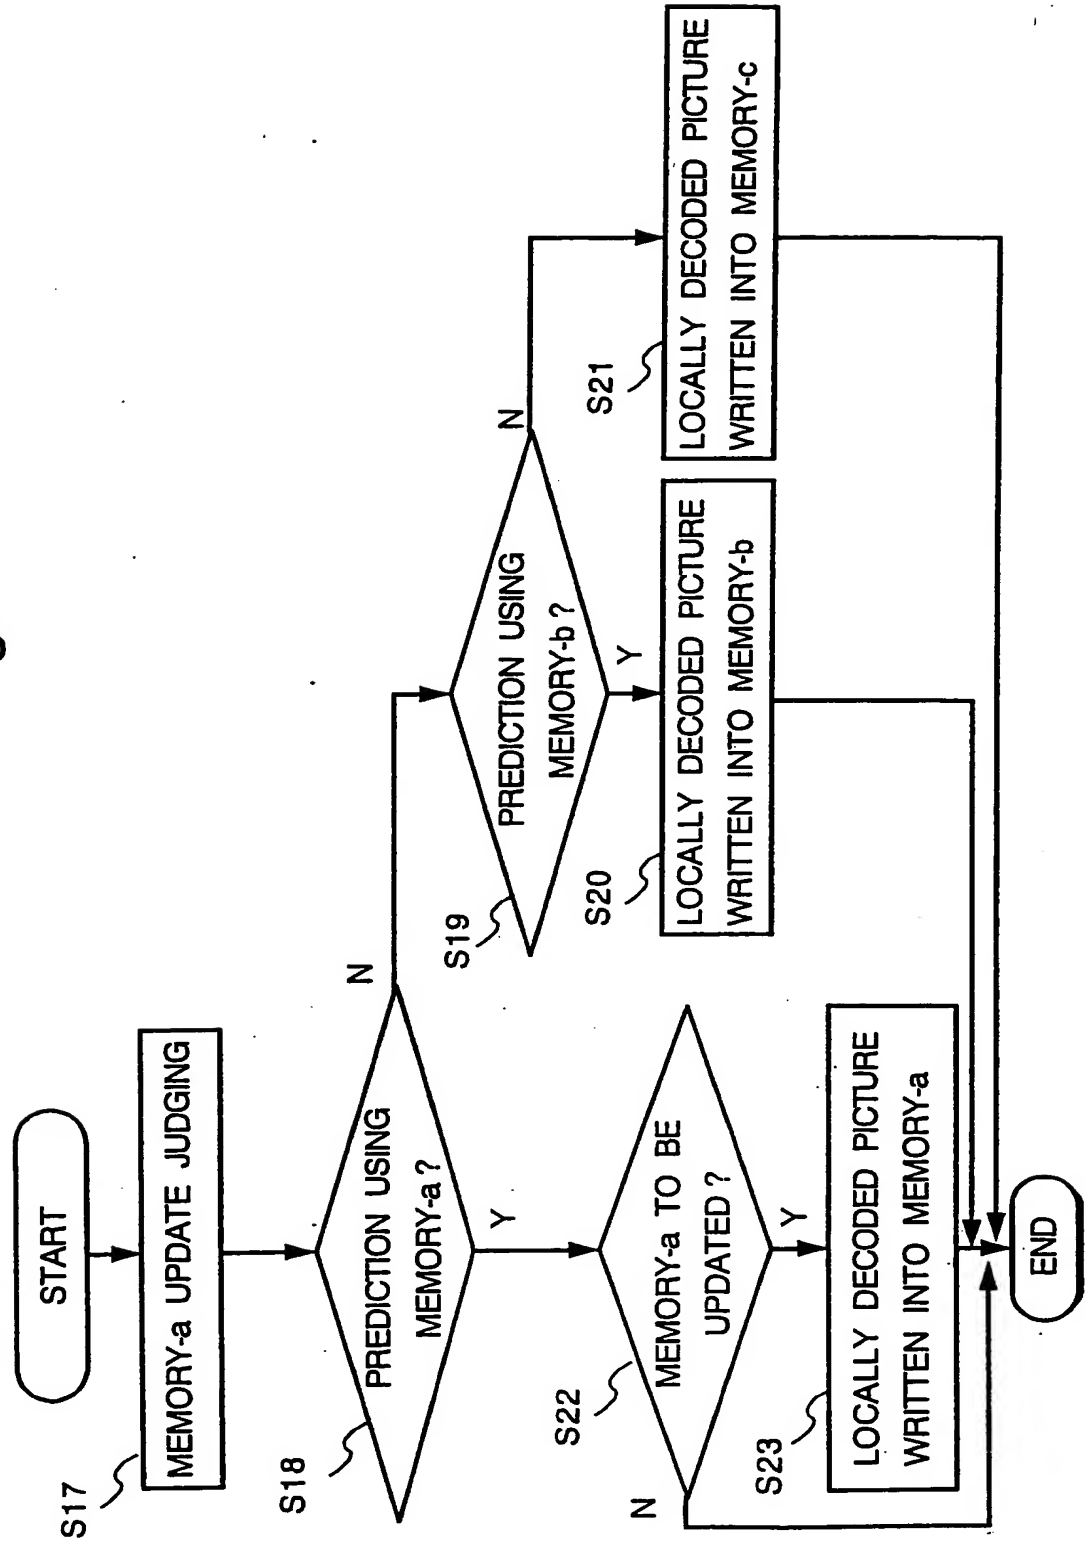 START
S17
MEMORY-a UPDATE JUDGING
S18
PREDICTION USING
MEMORY-a?
N
Y
S19
PREDICTION USING
MEMORY-b?
N
Y
S20
LOCALLY DECODED PICTURE
WRITTEN INTO MEMORY-b
S21
LOCALLY DECODED PICTURE
WRITTEN INTO MEMORY-c
S22
MEMORY-a TO BE
UPDATED?
N
Y
S23
LOCALLY DECODED PICTURE
WRITTEN INTO MEMORY-a
END